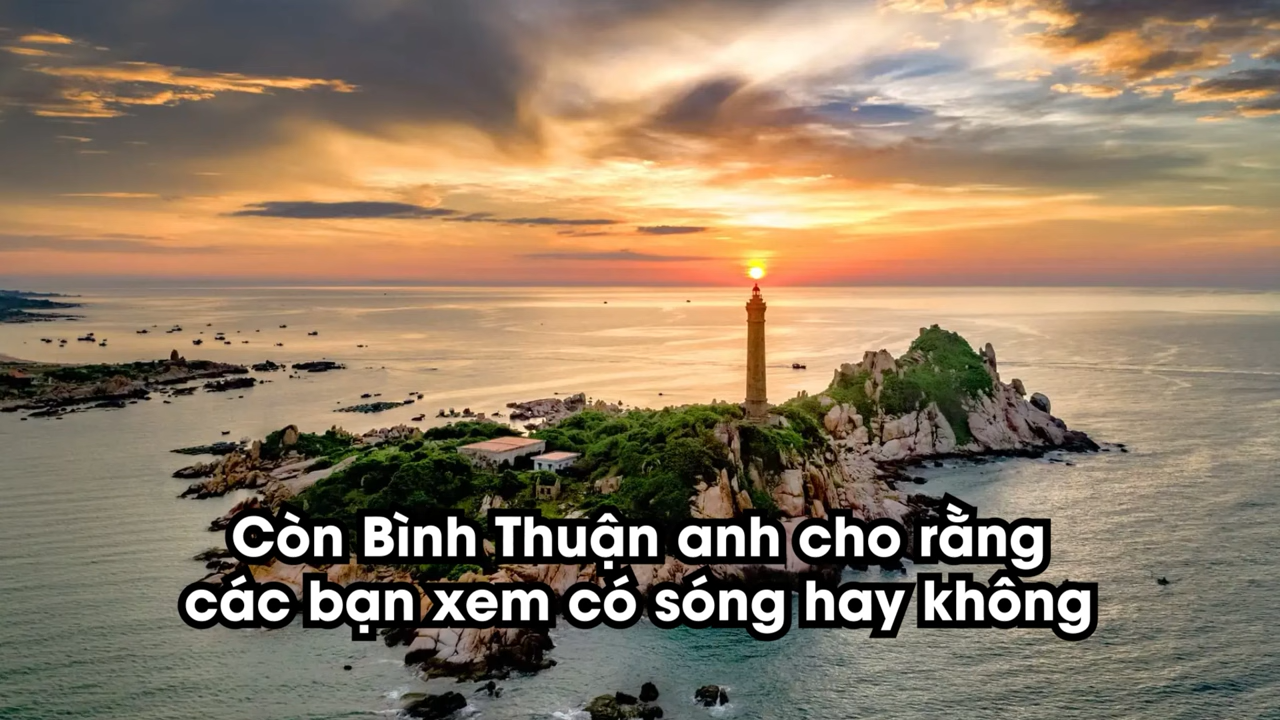 Còn Bình Thuận anh cho rằng
các bạn xem có sóng hay không